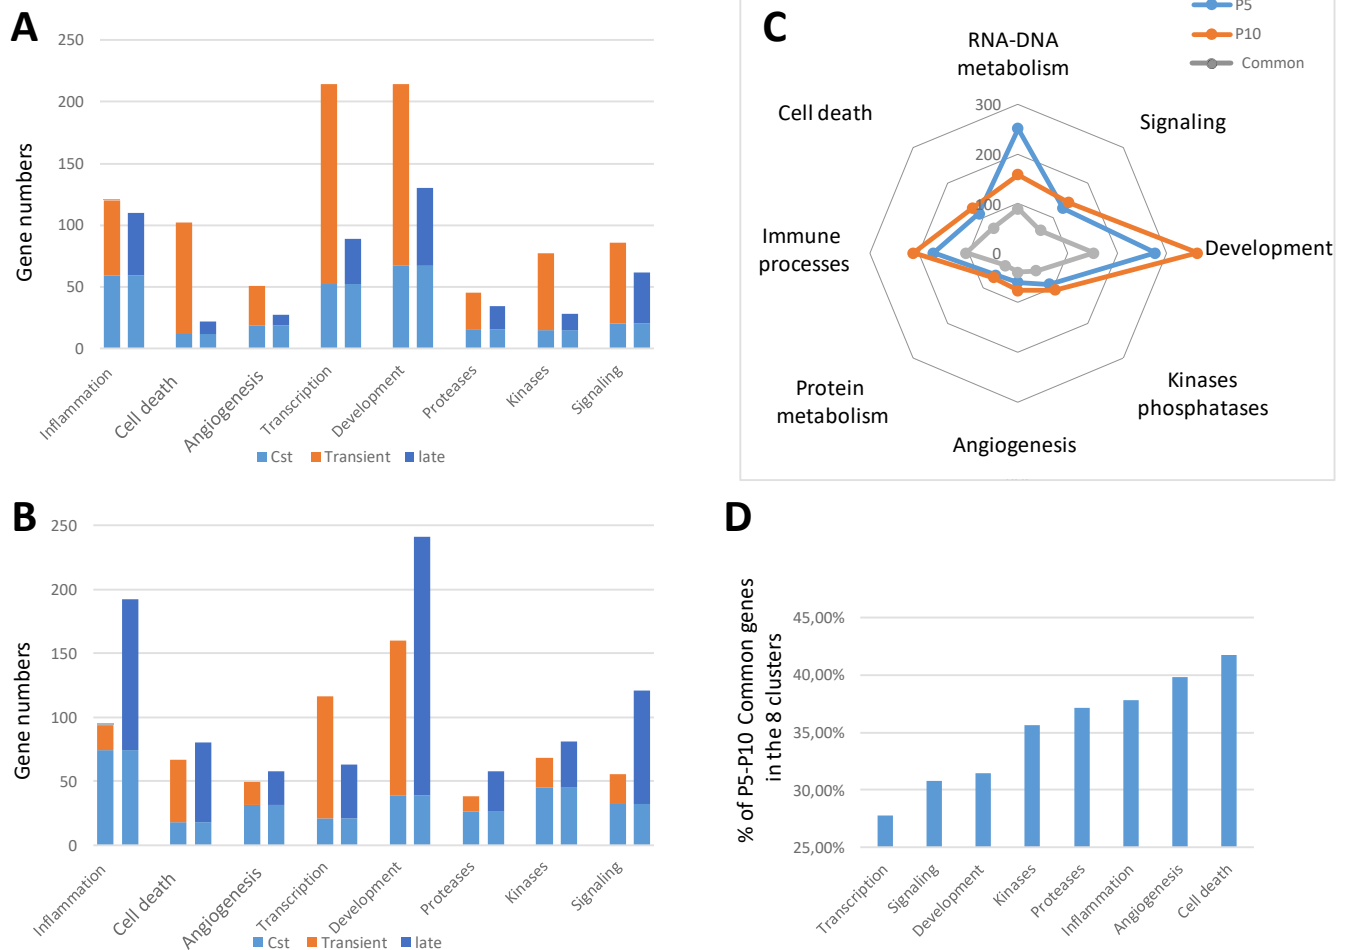 A
250
200
150
100
50
0
Gene numbers
Inflammation
Cell death
Angiogenesis
Transcription
Development
Proteases
Kinases
Signaling
Cst
Transient
late
B
250
200
150
100
50
0
Gene numbers
Inflammation
Cell death
Angiogenesis
Transcription
Development
Proteases
Kinases
Signaling
Cst
Transient
late
C
P5
P10
Common
RNA-DNA
metabolism
Signaling
Development
Kinases
phosphatases
Angiogenesis
Protein
metabolism
Immune
processes
Cell death
300
200
100
0
D
% of P5-P10 Common genes
in the 8 clusters
45,00%
40,00%
35,00%
30,00%
25,00%
Transcription
Signaling
Development
Kinases
Proteases
Inflammation
Angiogenesis
Cell death